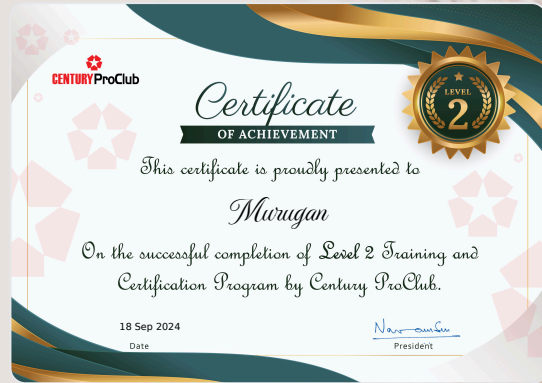 CENTURY ProClub
Certificate
OF ACHIEVEMENT
LEVEL
2
This certificate is proudly presented to
Murugan
On the successful completion of Level 2 Training and
Certification Program by Century ProClub.
18 Sep 2024
Date
President